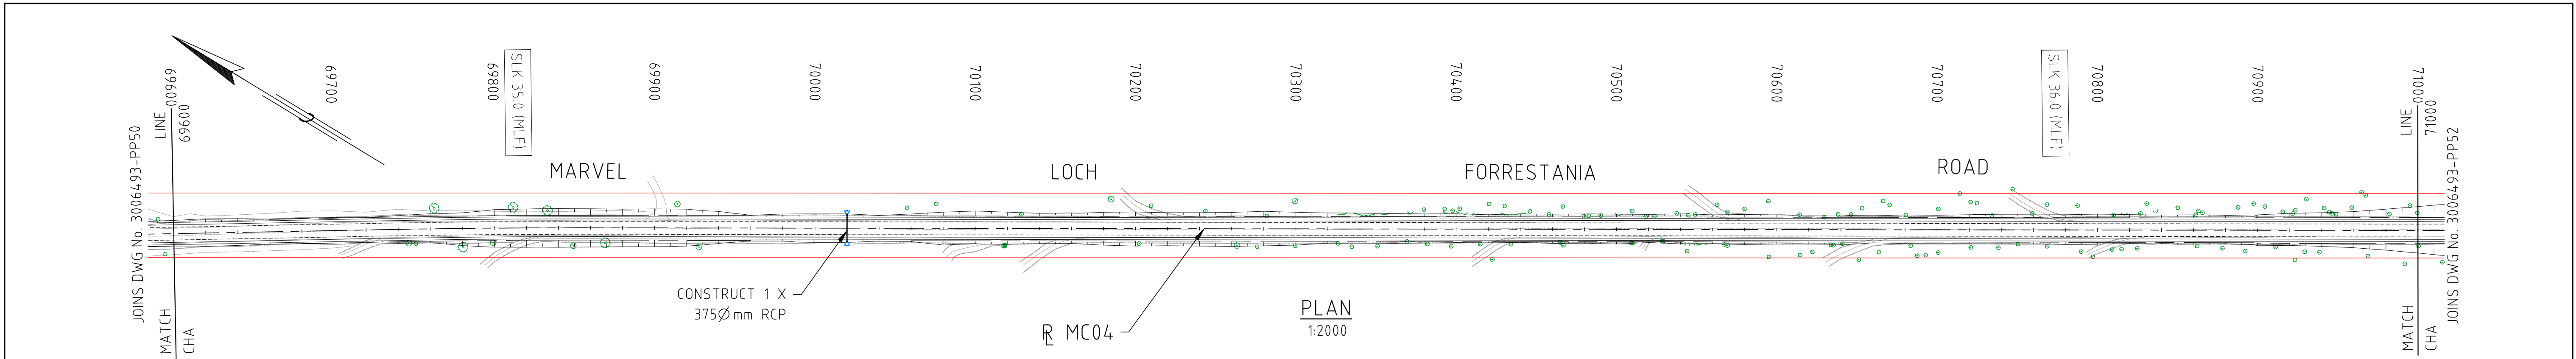 JOINS DWG No. 3006493-PP50
MATCH LINE
CHA 69600
69600
69700
69800
SLK 35.0 (MLF)
69900
70000
70100
70200
70300
70400
70500
70600
70700
SLK 36.0 (MLF)
70800
70900
71000
MATCH LINE
CHA 71000
JOINS DWG No. 3006493-PP52
MARVEL LOCH FORRESTANIA ROAD
CONSTRUCT 1 X
375Ø mm RCP
RL MC04
PLAN
1:2000